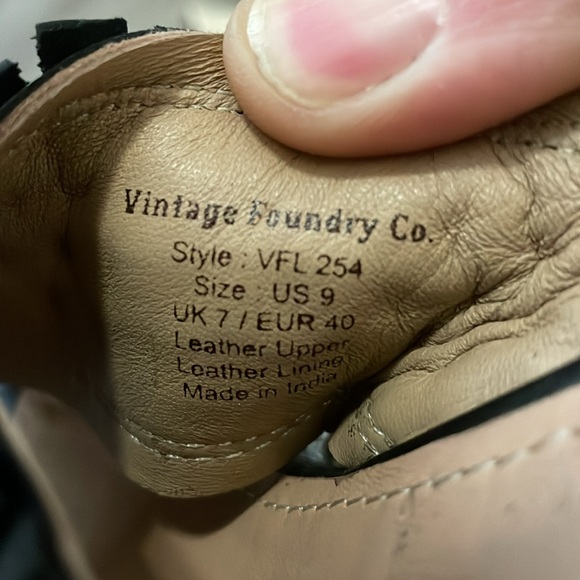 Vintage Foundry Co.
Style : VFL 254
Size : US 9
UK 7 / EUR 40
Leather Upper
Leather Lining
Made in India